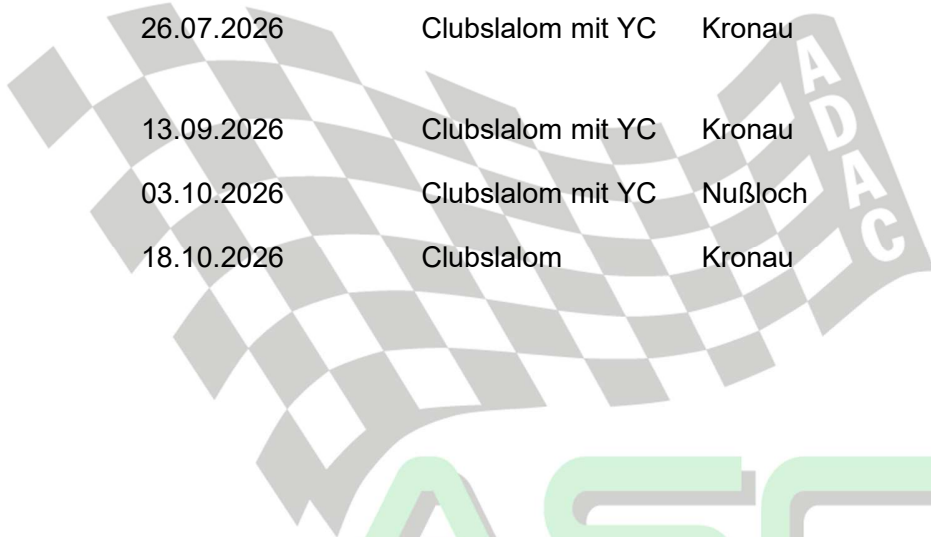 26.07.2026 Clubslalom mit YC Kronau
13.09.2026 Clubslalom mit YC Kronau
03.10.2026 Clubslalom mit YC Nußloch
18.10.2026 Clubslalom Kronau
ADAC
ASC